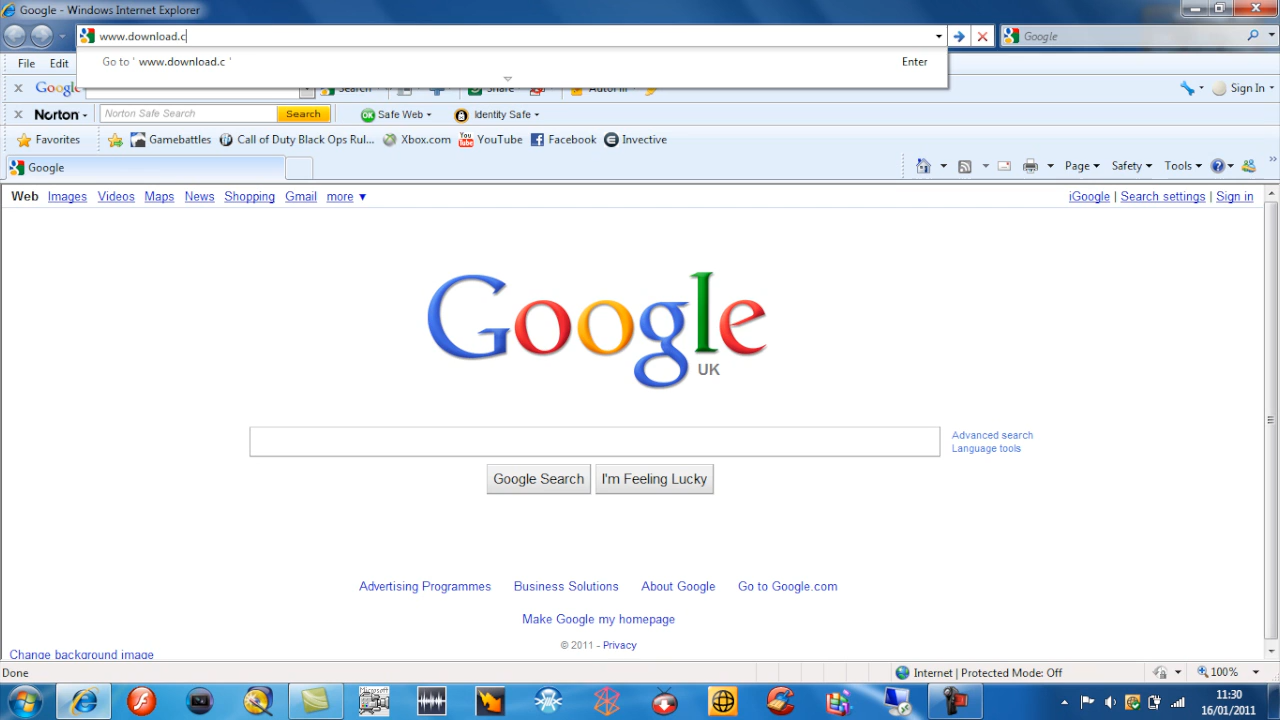 Google - Windows Internet Explorer
www.download.c
Google
Go to ' www.download.c '
Enter
File
Edit
Google
Search
Share
AutoFill
Sign In
Norton
Norton Safe Search
Search
OK
Safe Web
Identity Safe
Favorites
Gamebattles
Call of Duty Black Ops Rul...
Xbox.com
YouTube
Facebook
Invective
Google
Page
Safety
Tools
Web
Images
Videos
Maps
News
Shopping
Gmail
more ▼
iGoogle | Search settings | Sign in
Google
UK
Advanced search
Language tools
Google Search
I'm Feeling Lucky
Advertising Programmes
Business Solutions
About Google
Go to Google.com
Make Google my homepage
© 2011 - Privacy
Change background image
Done
Internet | Protected Mode: Off
100%
Microsoft
11:30
16/01/2011